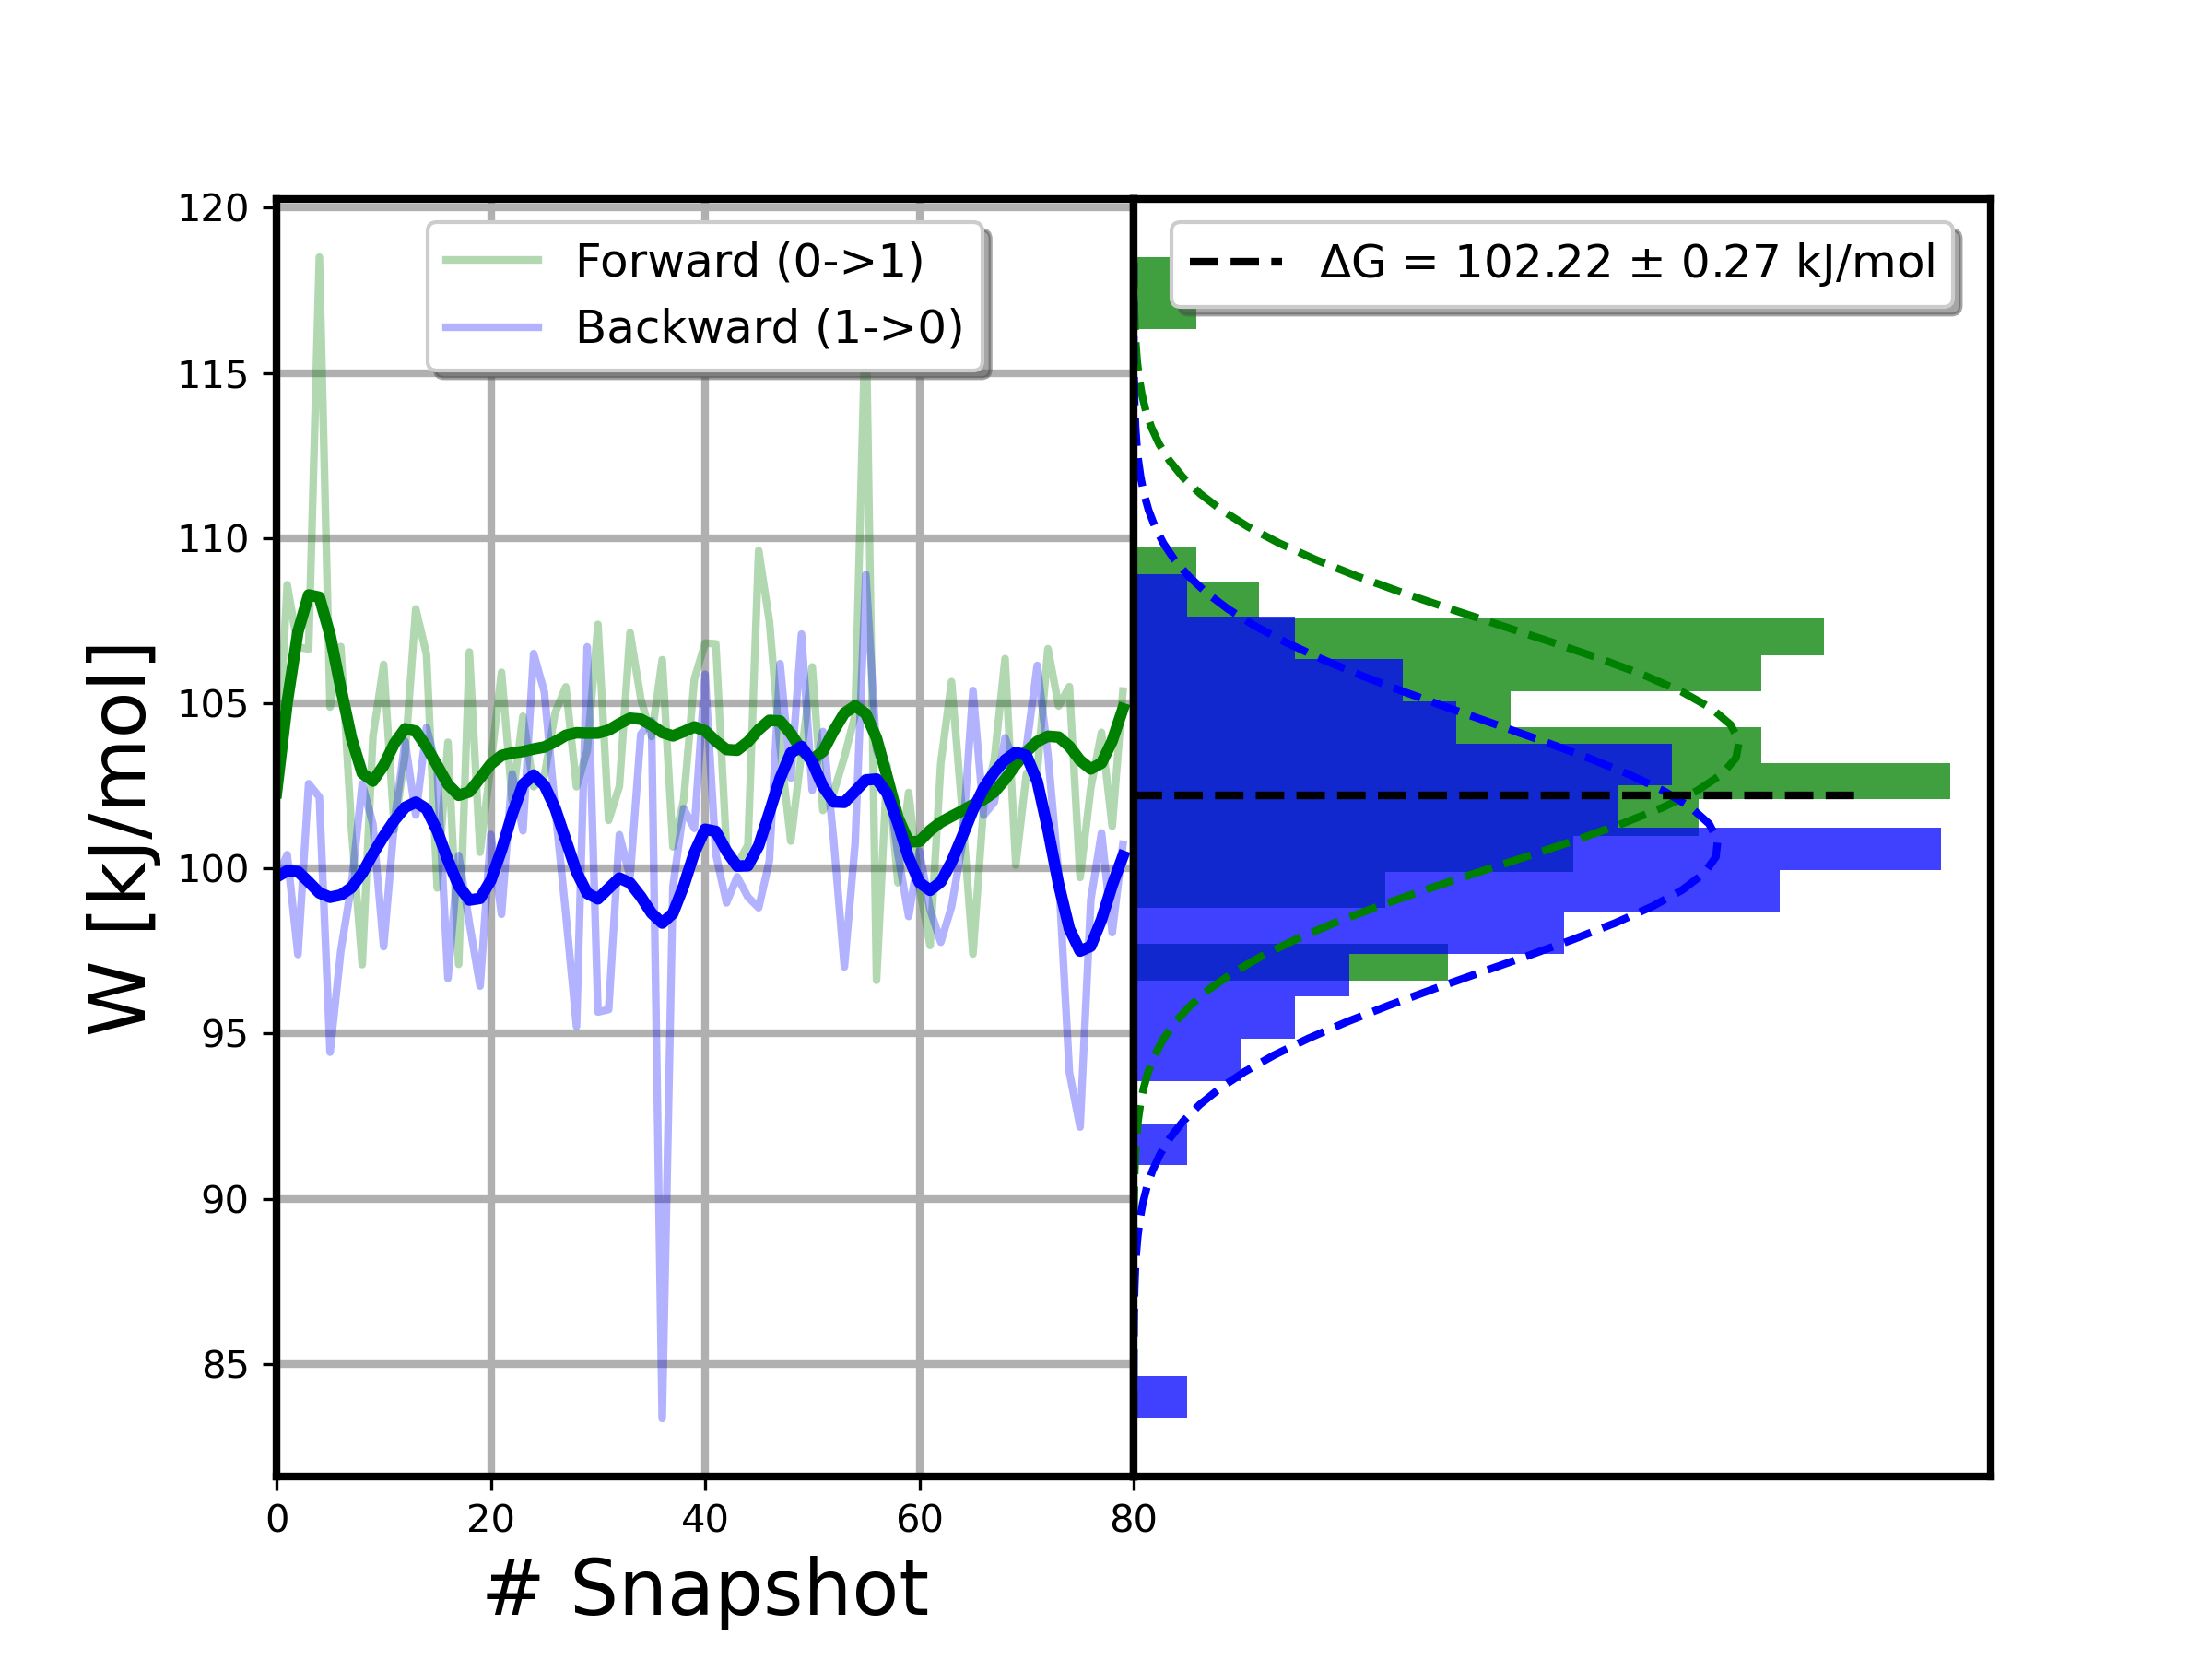 120
115
110
105
100
95
90
85
W [kJ/mol]
Forward (0->1)
Backward (1->0)
ΔG = 102.22 ± 0.27 kJ/mol
0 20 40 60 80
# Snapshot